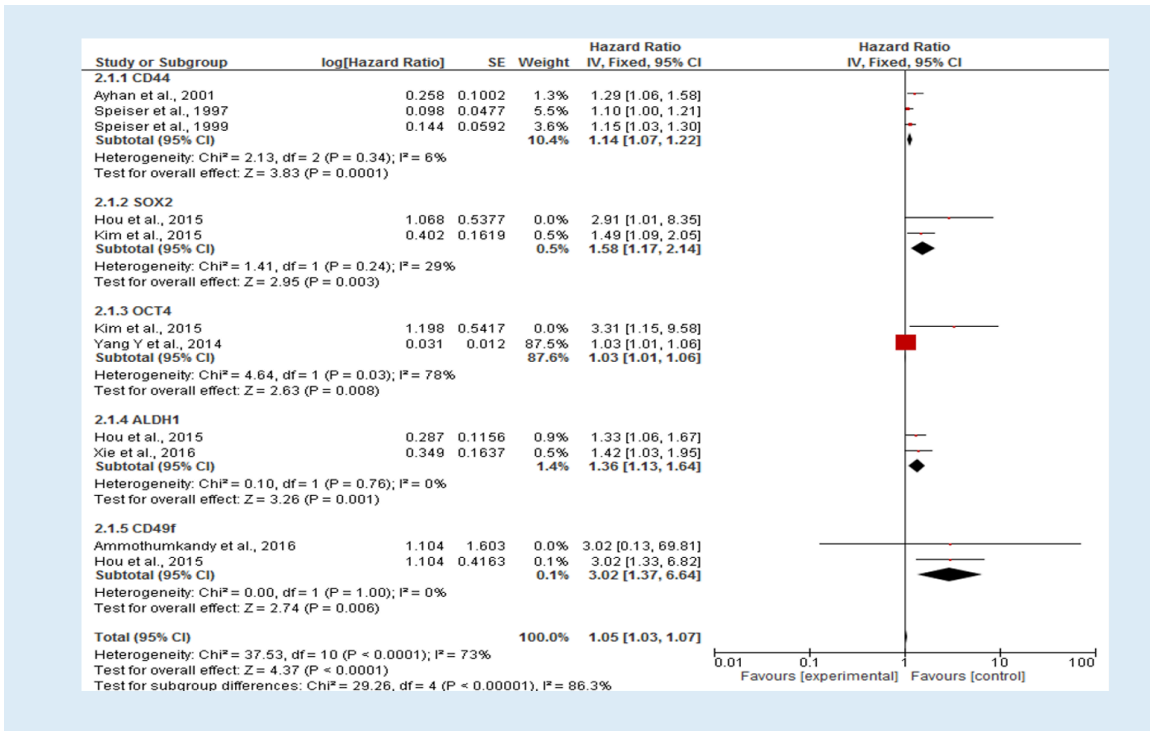 Hazard Ratio Hazard Ratio
Study or Subgroup log[Hazard Ratio] SE Weight IV, Fixed, 95% CI IV, Fixed, 95% CI
2.1.1 CD44
Ayhan et al., 2001 0.258 0.1002 1.3% 1.29 [1.06, 1.58]
Speiser et al., 1997 0.098 0.0477 5.5% 1.10 [1.00, 1.21]
Speiser et al., 1999 0.144 0.0592 3.6% 1.15 [1.03, 1.30]
Subtotal (95% CI) 10.4% 1.14 [1.07, 1.22]
Heterogeneity: Chi² = 2.13, df = 2 (P = 0.34); I² = 6%
Test for overall effect: Z = 3.83 (P = 0.0001)
2.1.2 SOX2
Hou et al., 2015 1.068 0.5377 0.0% 2.91 [1.01, 8.35]
Kim et al., 2015 0.402 0.1619 0.5% 1.49 [1.09, 2.05]
Subtotal (95% CI) 0.5% 1.58 [1.17, 2.14]
Heterogeneity: Chi² = 1.41, df = 1 (P = 0.24); I² = 29%
Test for overall effect: Z = 2.95 (P = 0.003)
2.1.3 OCT4
Kim et al., 2015 1.198 0.5417 0.0% 3.31 [1.15, 9.58]
Yang Y et al., 2014 0.031 0.012 87.5% 1.03 [1.01, 1.06]
Subtotal (95% CI) 87.6% 1.03 [1.01, 1.06]
Heterogeneity: Chi² = 4.64, df = 1 (P = 0.03); I² = 78%
Test for overall effect: Z = 2.63 (P = 0.008)
2.1.4 ALDH1
Hou et al., 2015 0.287 0.1156 0.9% 1.33 [1.06, 1.67]
Xie et al., 2016 0.349 0.1637 0.5% 1.42 [1.03, 1.95]
Subtotal (95% CI) 1.4% 1.36 [1.13, 1.64]
Heterogeneity: Chi² = 0.10, df = 1 (P = 0.76); I² = 0%
Test for overall effect: Z = 3.26 (P = 0.001)
2.1.5 CD49f
Ammothumkandy et al., 2016 1.104 1.603 0.0% 3.02 [0.13, 69.81]
Hou et al., 2015 1.104 0.4163 0.1% 3.02 [1.33, 6.82]
Subtotal (95% CI) 0.1% 3.02 [1.37, 6.64]
Heterogeneity: Chi² = 0.00, df = 1 (P = 1.00); I² = 0%
Test for overall effect: Z = 2.74 (P = 0.006)
Total (95% CI) 100.0% 1.05 [1.03, 1.07]
Heterogeneity: Chi² = 37.53, df = 10 (P < 0.0001); I² = 73%
Test for overall effect: Z = 4.37 (P < 0.0001)
Test for subgroup differences: Chi² = 29.26, df = 4 (P < 0.00001), I² = 86.3%
0.01 0.1 1 10 100
Favours [experimental] Favours [control]